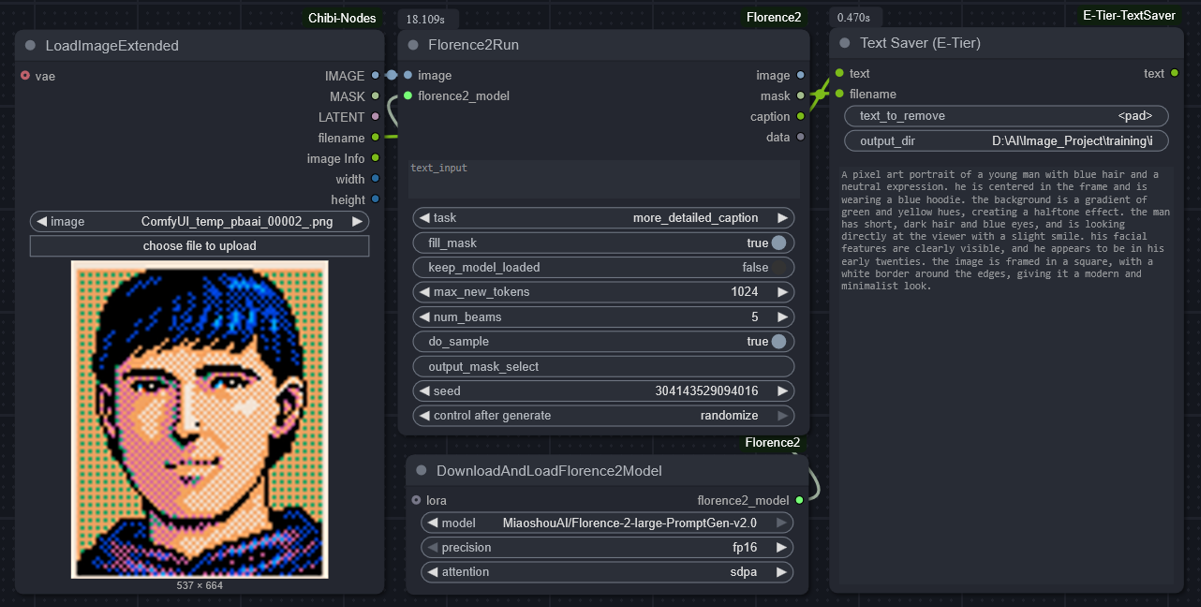 Chibi-Nodes
LoadImageExtended
vae
IMAGE
MASK
LATENT
filename
image Info
width
height
image ComfyUI_temp_pbaai_00002_.png
choose file to upload
537 × 664
18.109s
Florence2
Florence2Run
image image
florence2_model mask
caption
data
text_input
task more_detailed_caption
fill_mask true
keep_model_loaded false
max_new_tokens 1024
num_beams 5
do_sample true
output_mask_select
seed 304143529094016
control after generate randomize
Florence2
DownloadAndLoadFlorence2Model
lora florence2_model
model MiaoshouAI/Florence-2-large-PromptGen-v2.0
precision fp16
attention sdpa
0.470s
E-Tier-TextSaver
Text Saver (E-Tier)
text text
filename
text_to_remove <pad>
output_dir D:\AI\Image_Project\training\i
A pixel art portrait of a young man with blue hair and a
neutral expression. he is centered in the frame and is
wearing a blue hoodie. the background is a gradient of
green and yellow hues, creating a halftone effect. the man
has short, dark hair and blue eyes, and is looking
directly at the viewer with a slight smile. his facial
features are clearly visible, and he appears to be in his
early twenties. the image is framed in a square, with a
white border around the edges, giving it a modern and
minimalist look.